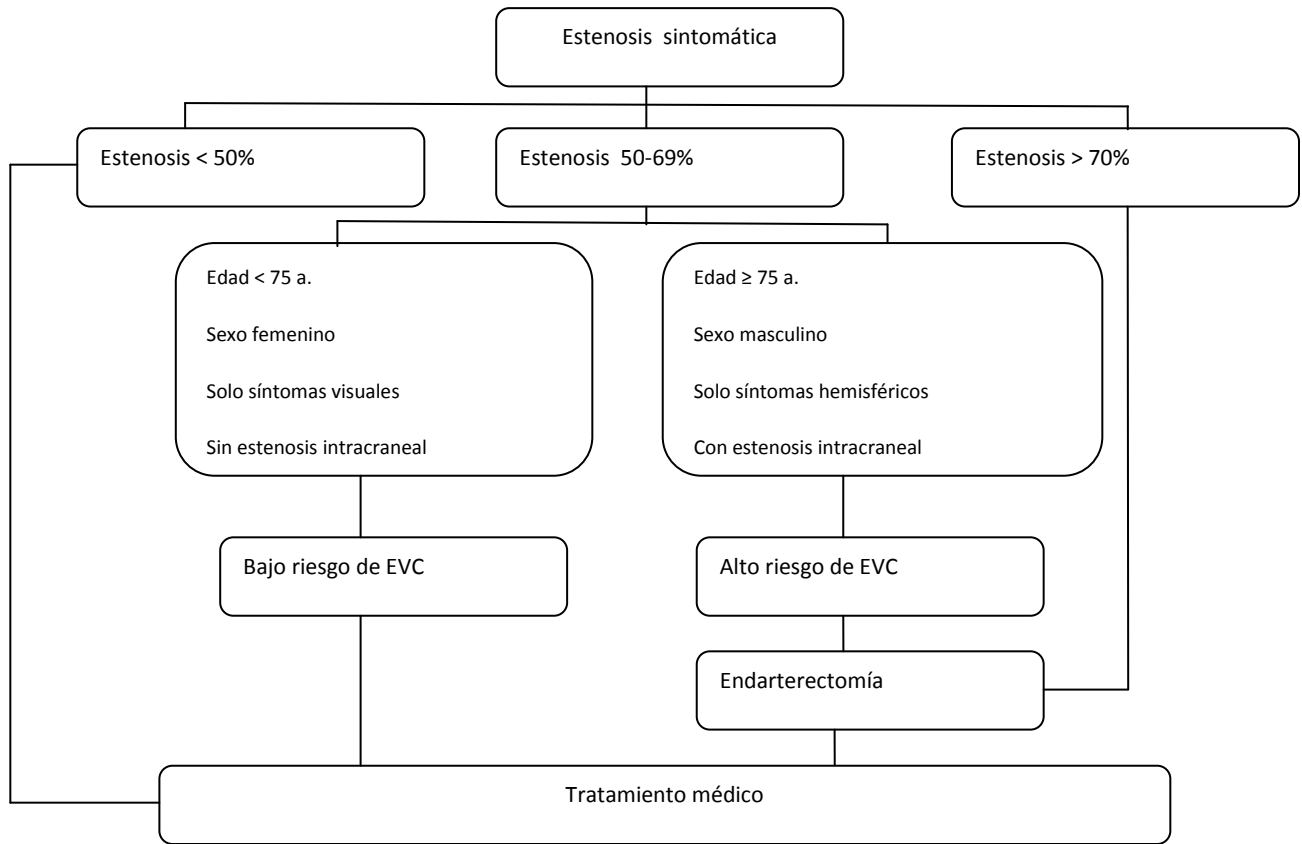 Estenosis sintomática
Estenosis < 50%
Estenosis 50-69%
Estenosis > 70%
Edad < 75 a.
Sexo femenino
Solo síntomas visuales
Sin estenosis intracraneal
Edad ≥ 75 a.
Sexo masculino
Solo síntomas hemisféricos
Con estenosis intracraneal
Bajo riesgo de EVC
Alto riesgo de EVC
Endarterectomía
Tratamiento médico